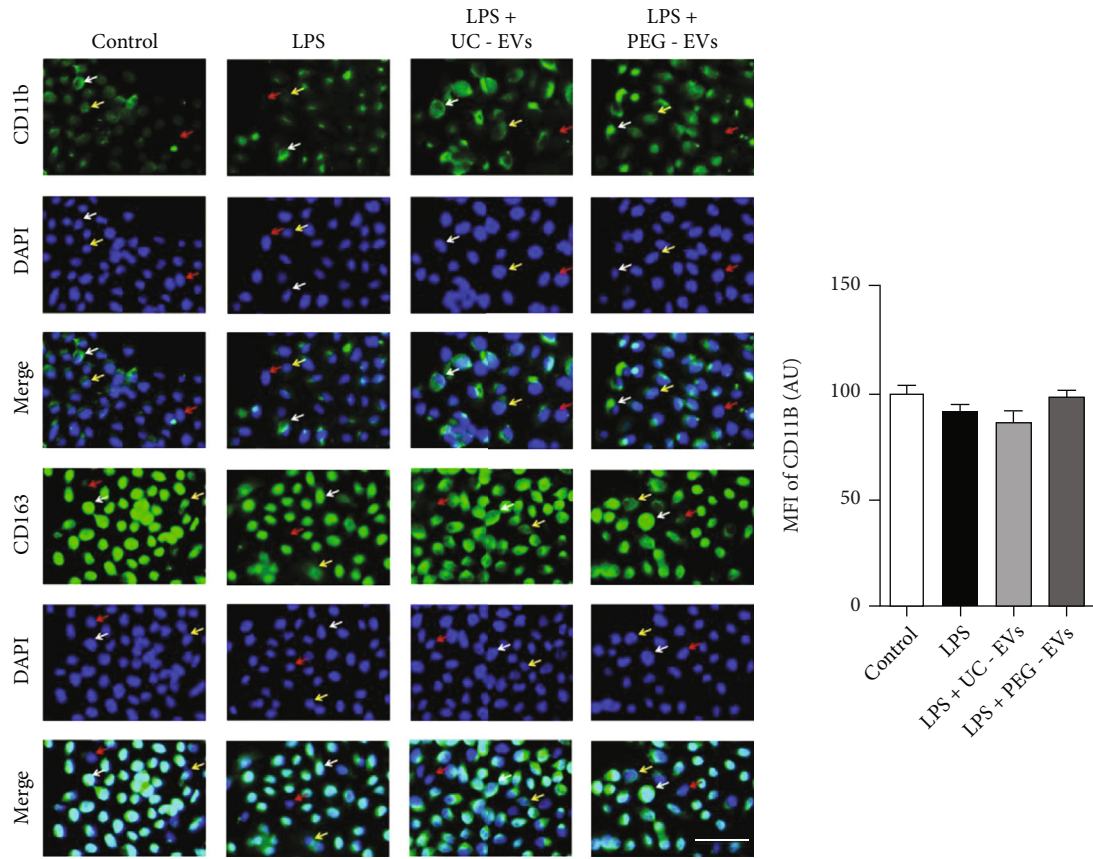 Control
LPS
LPS +
UC - EVs
LPS +
PEG - EVs
CD11b
DAPI
Merge
CD163
DAPI
Merge
MFI of CD11B (AU)
150
100
50
0
Control
LPS
LPS + UC - EVs
LPS + PEG - EVs